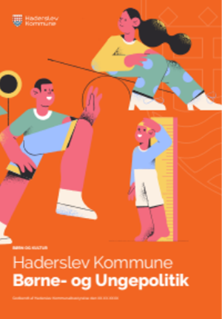 Haderslev
Kommune
BØRN OG KULTUR
Haderslev Kommune
Børne- og Ungepolitik